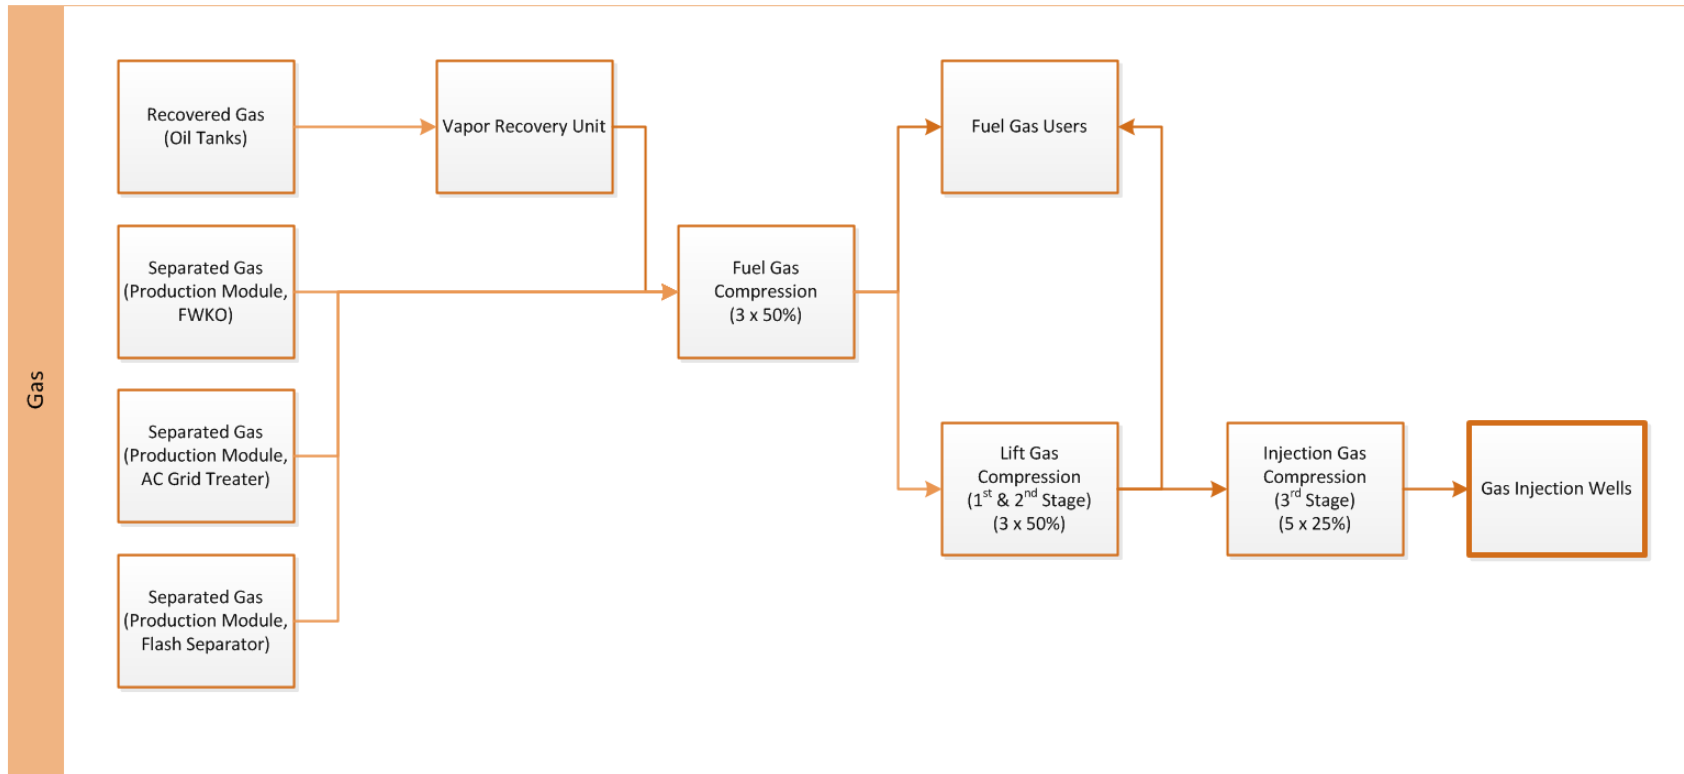 Gas
Recovered Gas
(Oil Tanks)
Vapor Recovery Unit
Fuel Gas Users
Separated Gas
(Production Module,
FWKO)
Fuel Gas
Compression
(3 x 50%)
Separated Gas
(Production Module,
AC Grid Treater)
Lift Gas
Compression
(1st & 2nd Stage)
(3 x 50%)
Injection Gas
Compression
(3rd Stage)
(5 x 25%)
Gas Injection Wells
Separated Gas
(Production Module,
Flash Separator)